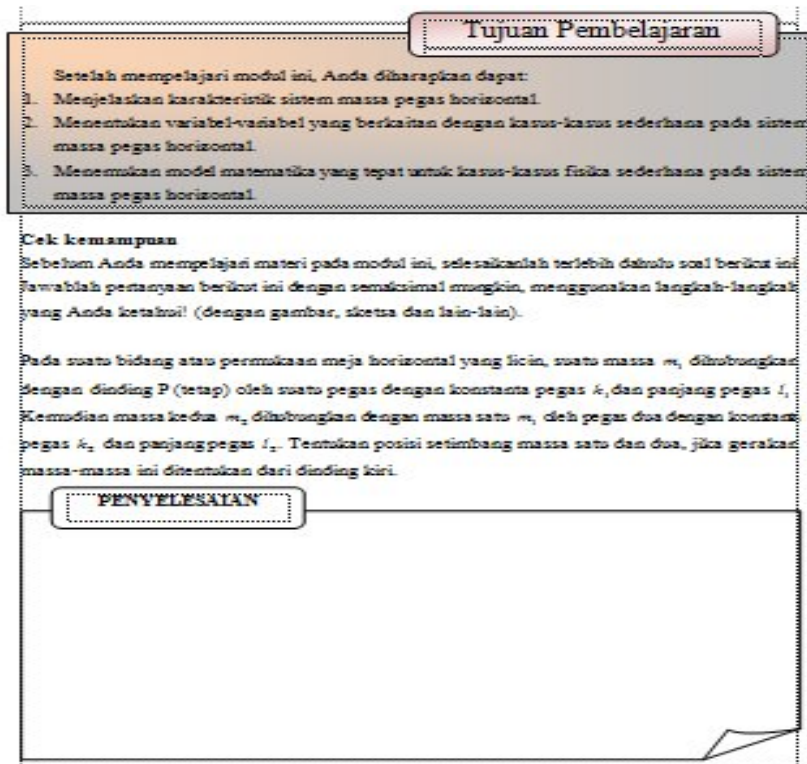 Tujuan Pembelajaran
Setelah mempelajari modul ini, Anda diharapkan dapat:
1. Menjelaskan karakteristik sistem massa pegas horizontal.
2. Menentukan variabel-variabel yang berkaitan dengan kasus-kasus sederhana pada sistem
massa pegas horizontal.
3. Menemukan model matematika yang tepat untuk kasus-kasus fisika sederhana pada sistem
massa pegas horizontal.
Cek kemampuan
Sebelum Anda mempelajari materi pada modul ini, selesaikanlah terlebih dahulu soal berikut ini
Jawablah pertanyaan berikut ini dengan semaksimal mungkin, menggunakan langkah-langkah
yang Anda ketahui! (dengan gambar, sketsa dan lain-lain).
Pada suatu bidang atau permukaan meja horizontal yang licin, suatu massa m₁ dihubungkan
dengan dinding P (tetap) oleh suatu pegas dengan konstanta pegas k₁ dan panjang pegas l₁
Kemudian massa kedua m₂ dihubungkan dengan massa satu m₁ oleh pegas dua dengan konstanta
pegas k₂ dan panjang pegas l₂. Tentukan posisi setimbang massa satu dan dua, jika gerakan
massa-massa ini ditentukan dari dinding kiri.
PENYELESAIAN